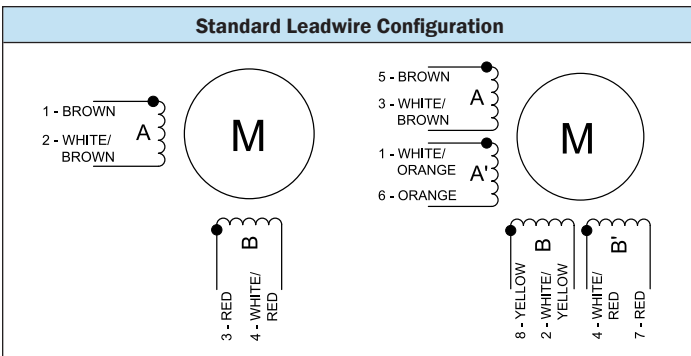 Standard Leadwire Configuration
1 - BROWN
2 - WHITE/
BROWN
A
M
B
3 - RED
4 - WHITE/
RED
5 - BROWN
3 - WHITE/
BROWN
A
1 - WHITE/
ORANGE
A'
6 - ORANGE
M
B
B'
8 - YELLOW
2 - WHITE/
YELLOW
4 - WHITE/
RED
7 - RED